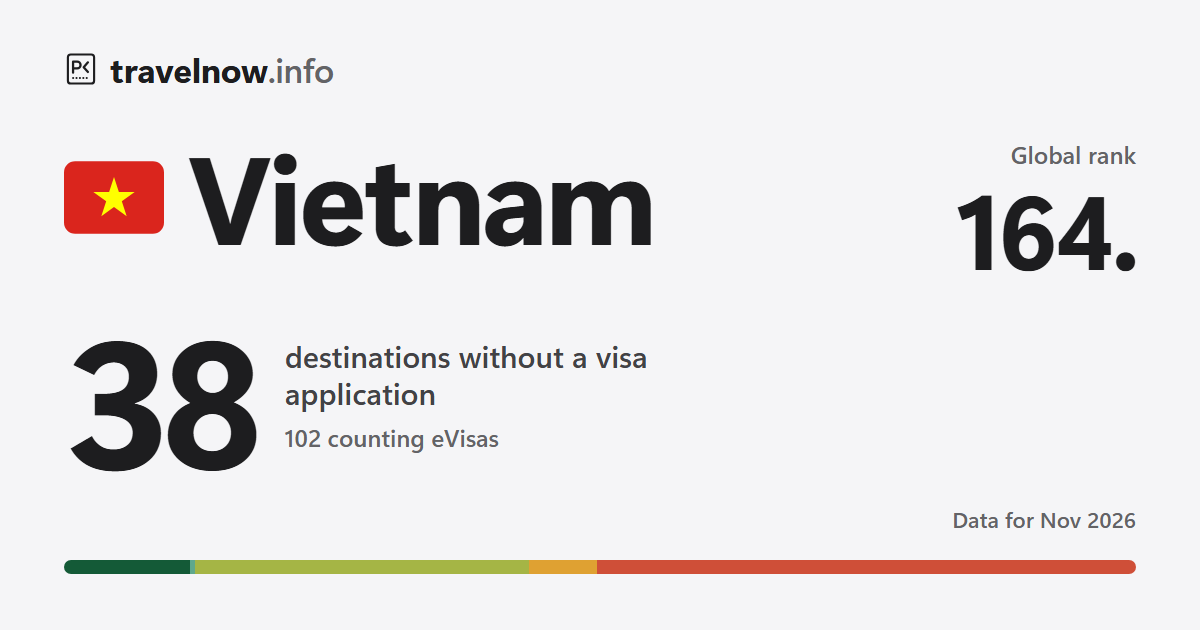 travelnow.info
Vietnam
Global rank
164.
38
destinations without a visa
application
102 counting eVisas
Data for Nov 2026